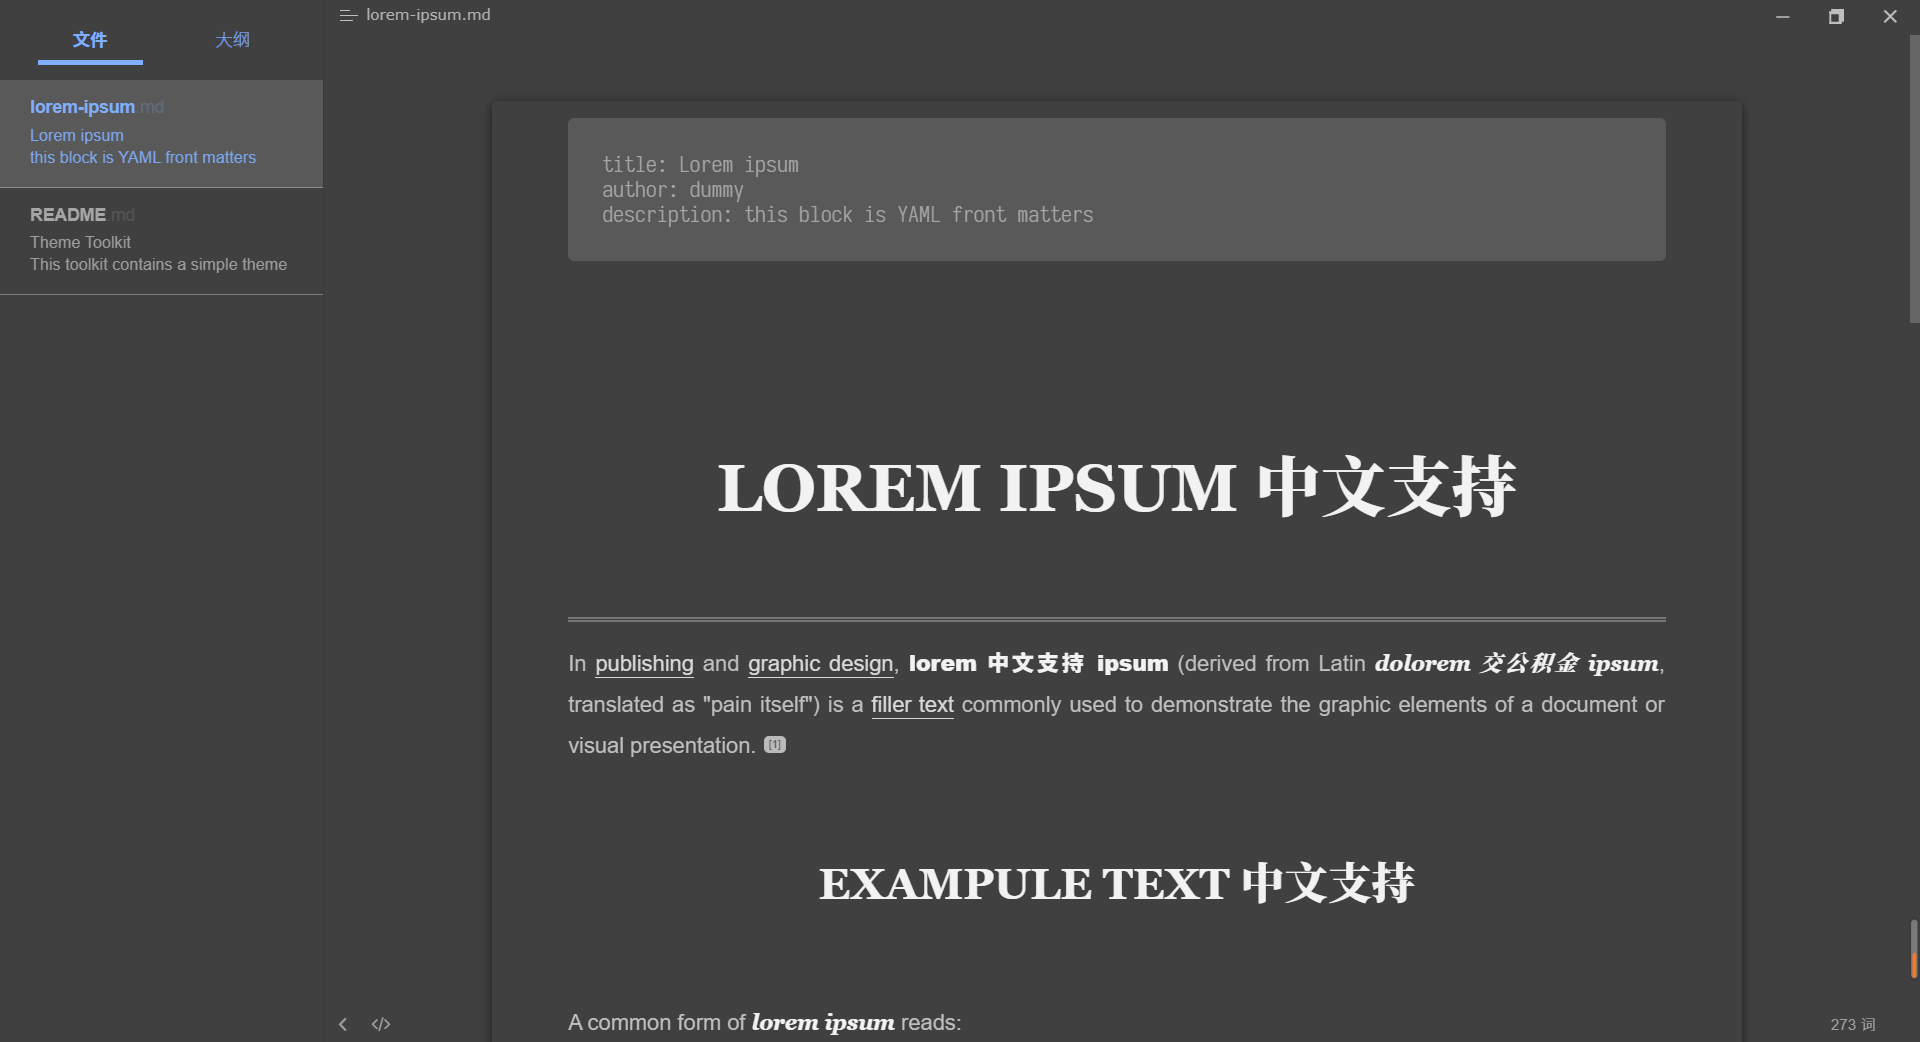 文件
大纲
lorem-ipsum.md
Lorem ipsum
this block is YAML front matters
README.md
Theme Toolkit
This toolkit contains a simple theme
lorem-ipsum.md
title: Lorem ipsum
author: dummy
description: this block is YAML front matters
LOREM IPSUM 中文支持
In publishing and graphic design, lorem 中文支持 ipsum (derived from Latin dolorem 交公积金 ipsum,
translated as "pain itself") is a filler text commonly used to demonstrate the graphic elements of a document or
visual presentation. [1]
EXAMPULE TEXT 中文支持
A common form of lorem ipsum reads:
273 词